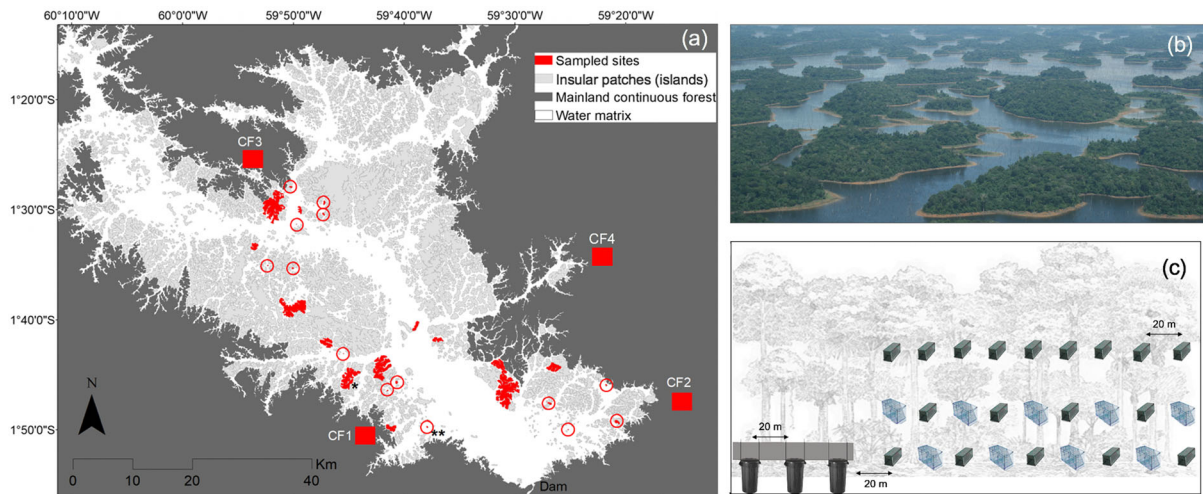 60°10'0"W 60°0'0"W 59°50'0"W 59°40'0"W 59°30'0"W 59°20'0"W
(a)
Sampled sites
Insular patches (islands)
Mainland continuous forest
Water matrix
1°20'0"S
CF3
1°30'0"S
CF4
1°40'0"S
N
*
CF2
CF1
**
1°50'0"S
0 10 20 40
Km
Dam
(b)
(c)
20 m
20 m
20 m